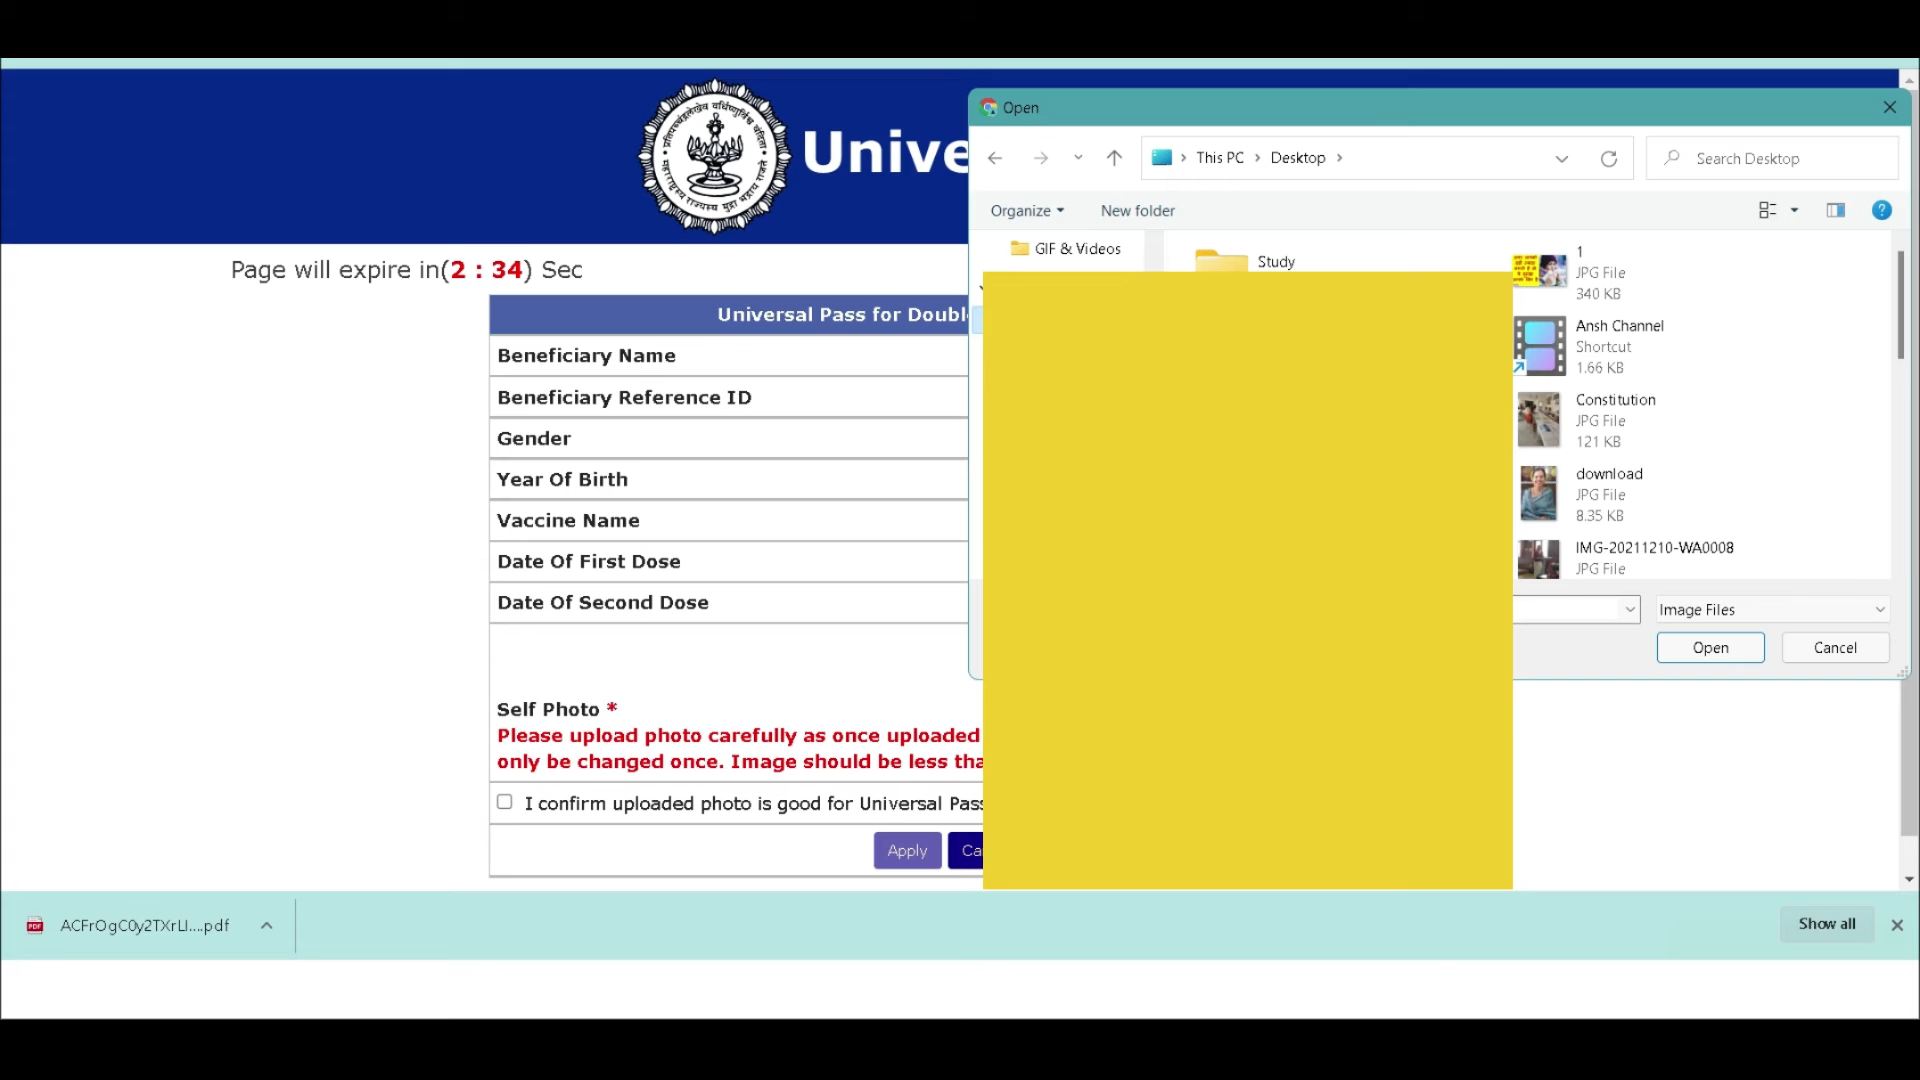 Unive
Page will expire in(2 : 34) Sec
Universal Pass for Doubl
Beneficiary Name
Beneficiary Reference ID
Gender
Year Of Birth
Vaccine Name
Date Of First Dose
Date Of Second Dose
Self Photo *
Please upload photo carefully as once uploaded
only be changed once. Image should be less tha
I confirm uploaded photo is good for Universal Pass
Apply
Ca
Open
This PC
Desktop
Search Desktop
Organize
New folder
GIF & Videos
Study
1
JPG File
340 KB
Ansh Channel
Shortcut
1.66 KB
Constitution
JPG File
121 KB
download
JPG File
8.35 KB
IMG-20211210-WA0008
JPG File
Image Files
Open
Cancel
ACFrOgC0y2TXrLI....pdf
Show all